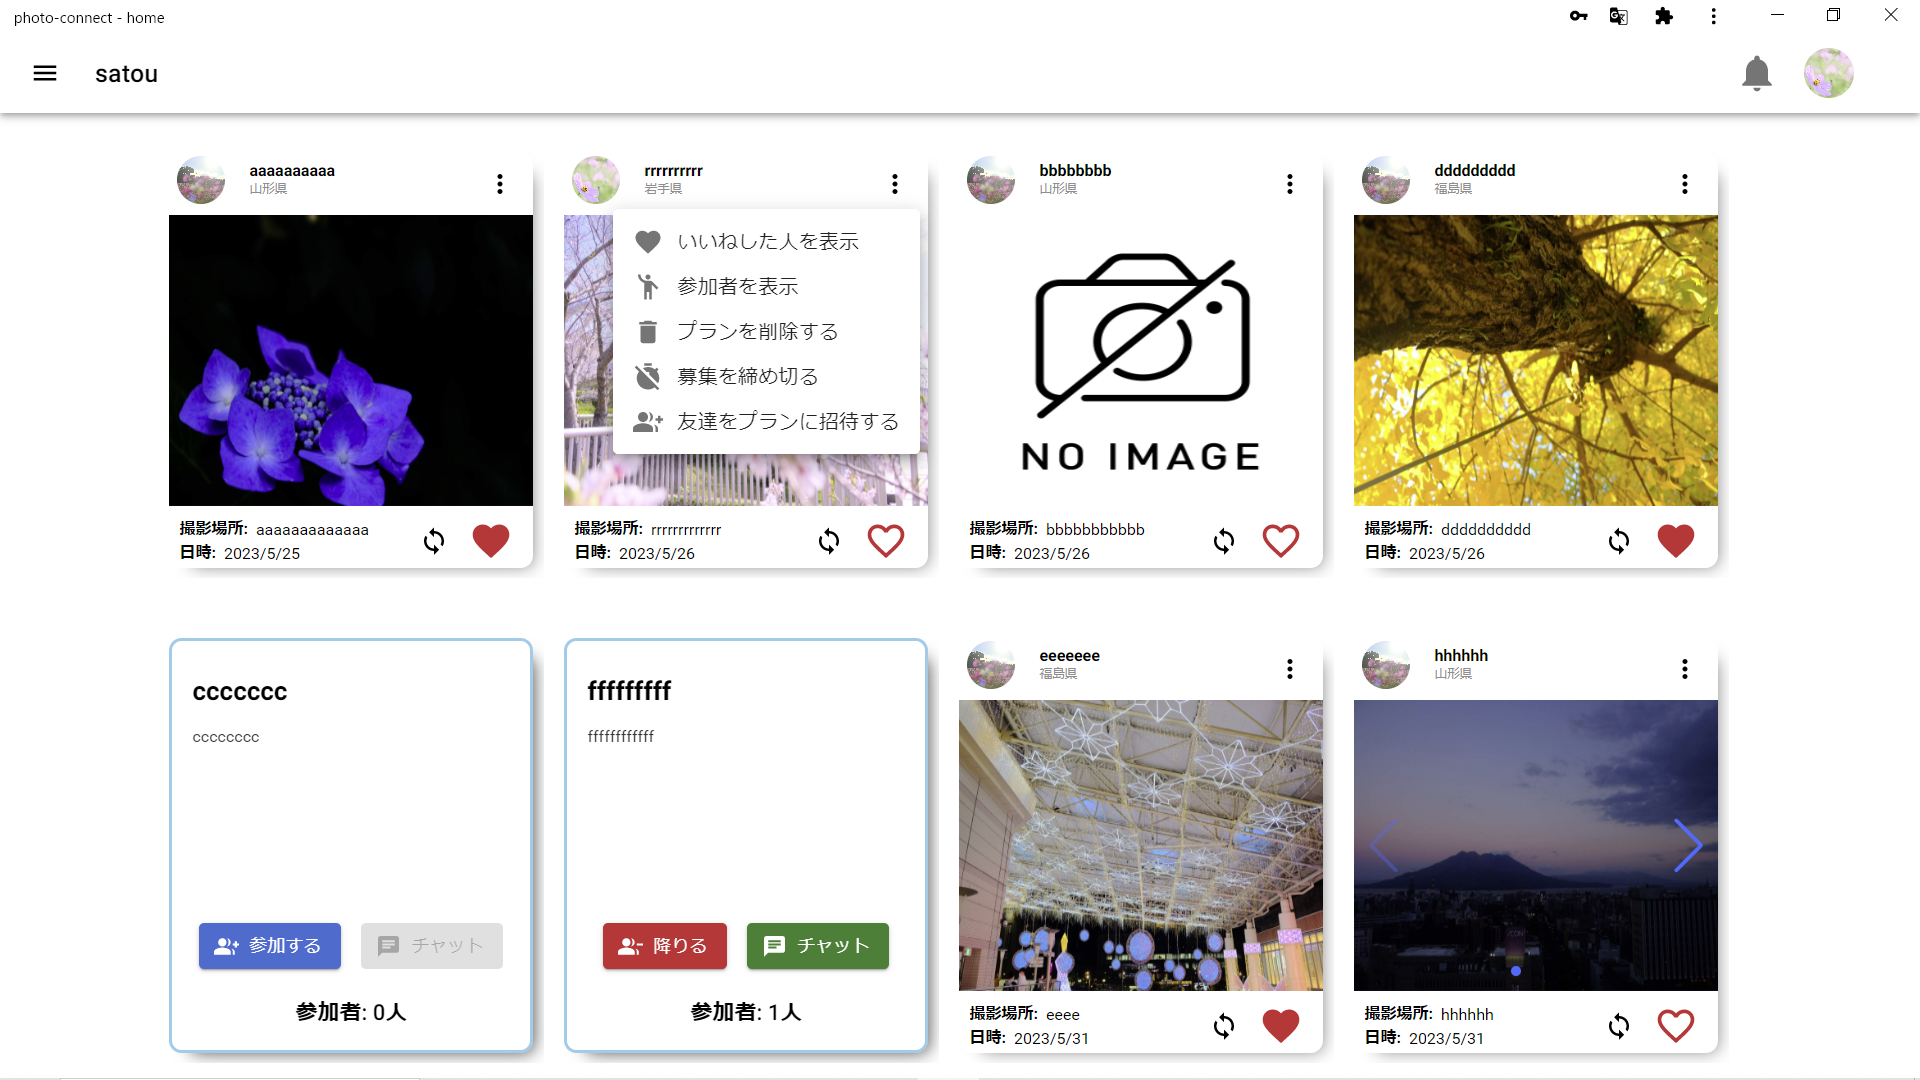 photo-connect - home
satou
aaaaaaaaaa
山形県
撮影場所: aaaaaaaaaaaaa
日時: 2023/5/25
rrrrrrrrrr
岩手県
いいねした人を表示
参加者を表示
プランを削除する
募集を締め切る
友達をプランに招待する
撮影場所: rrrrrrrrrrrrr
日時: 2023/5/26
bbbbbbbb
山形県
NO IMAGE
撮影場所: bbbbbbbbbbb
日時: 2023/5/26
ddddddddd
福島県
撮影場所: dddddddddd
日時: 2023/5/26
ccccccc
cccccccc
参加する
チャット
参加者: 0人
fffffffff
ffffffffffff
降りる
チャット
参加者: 1人
eeeeeee
福島県
撮影場所: eeee
日時: 2023/5/31
hhhhhh
山形県
撮影場所: hhhhhh
日時: 2023/5/31